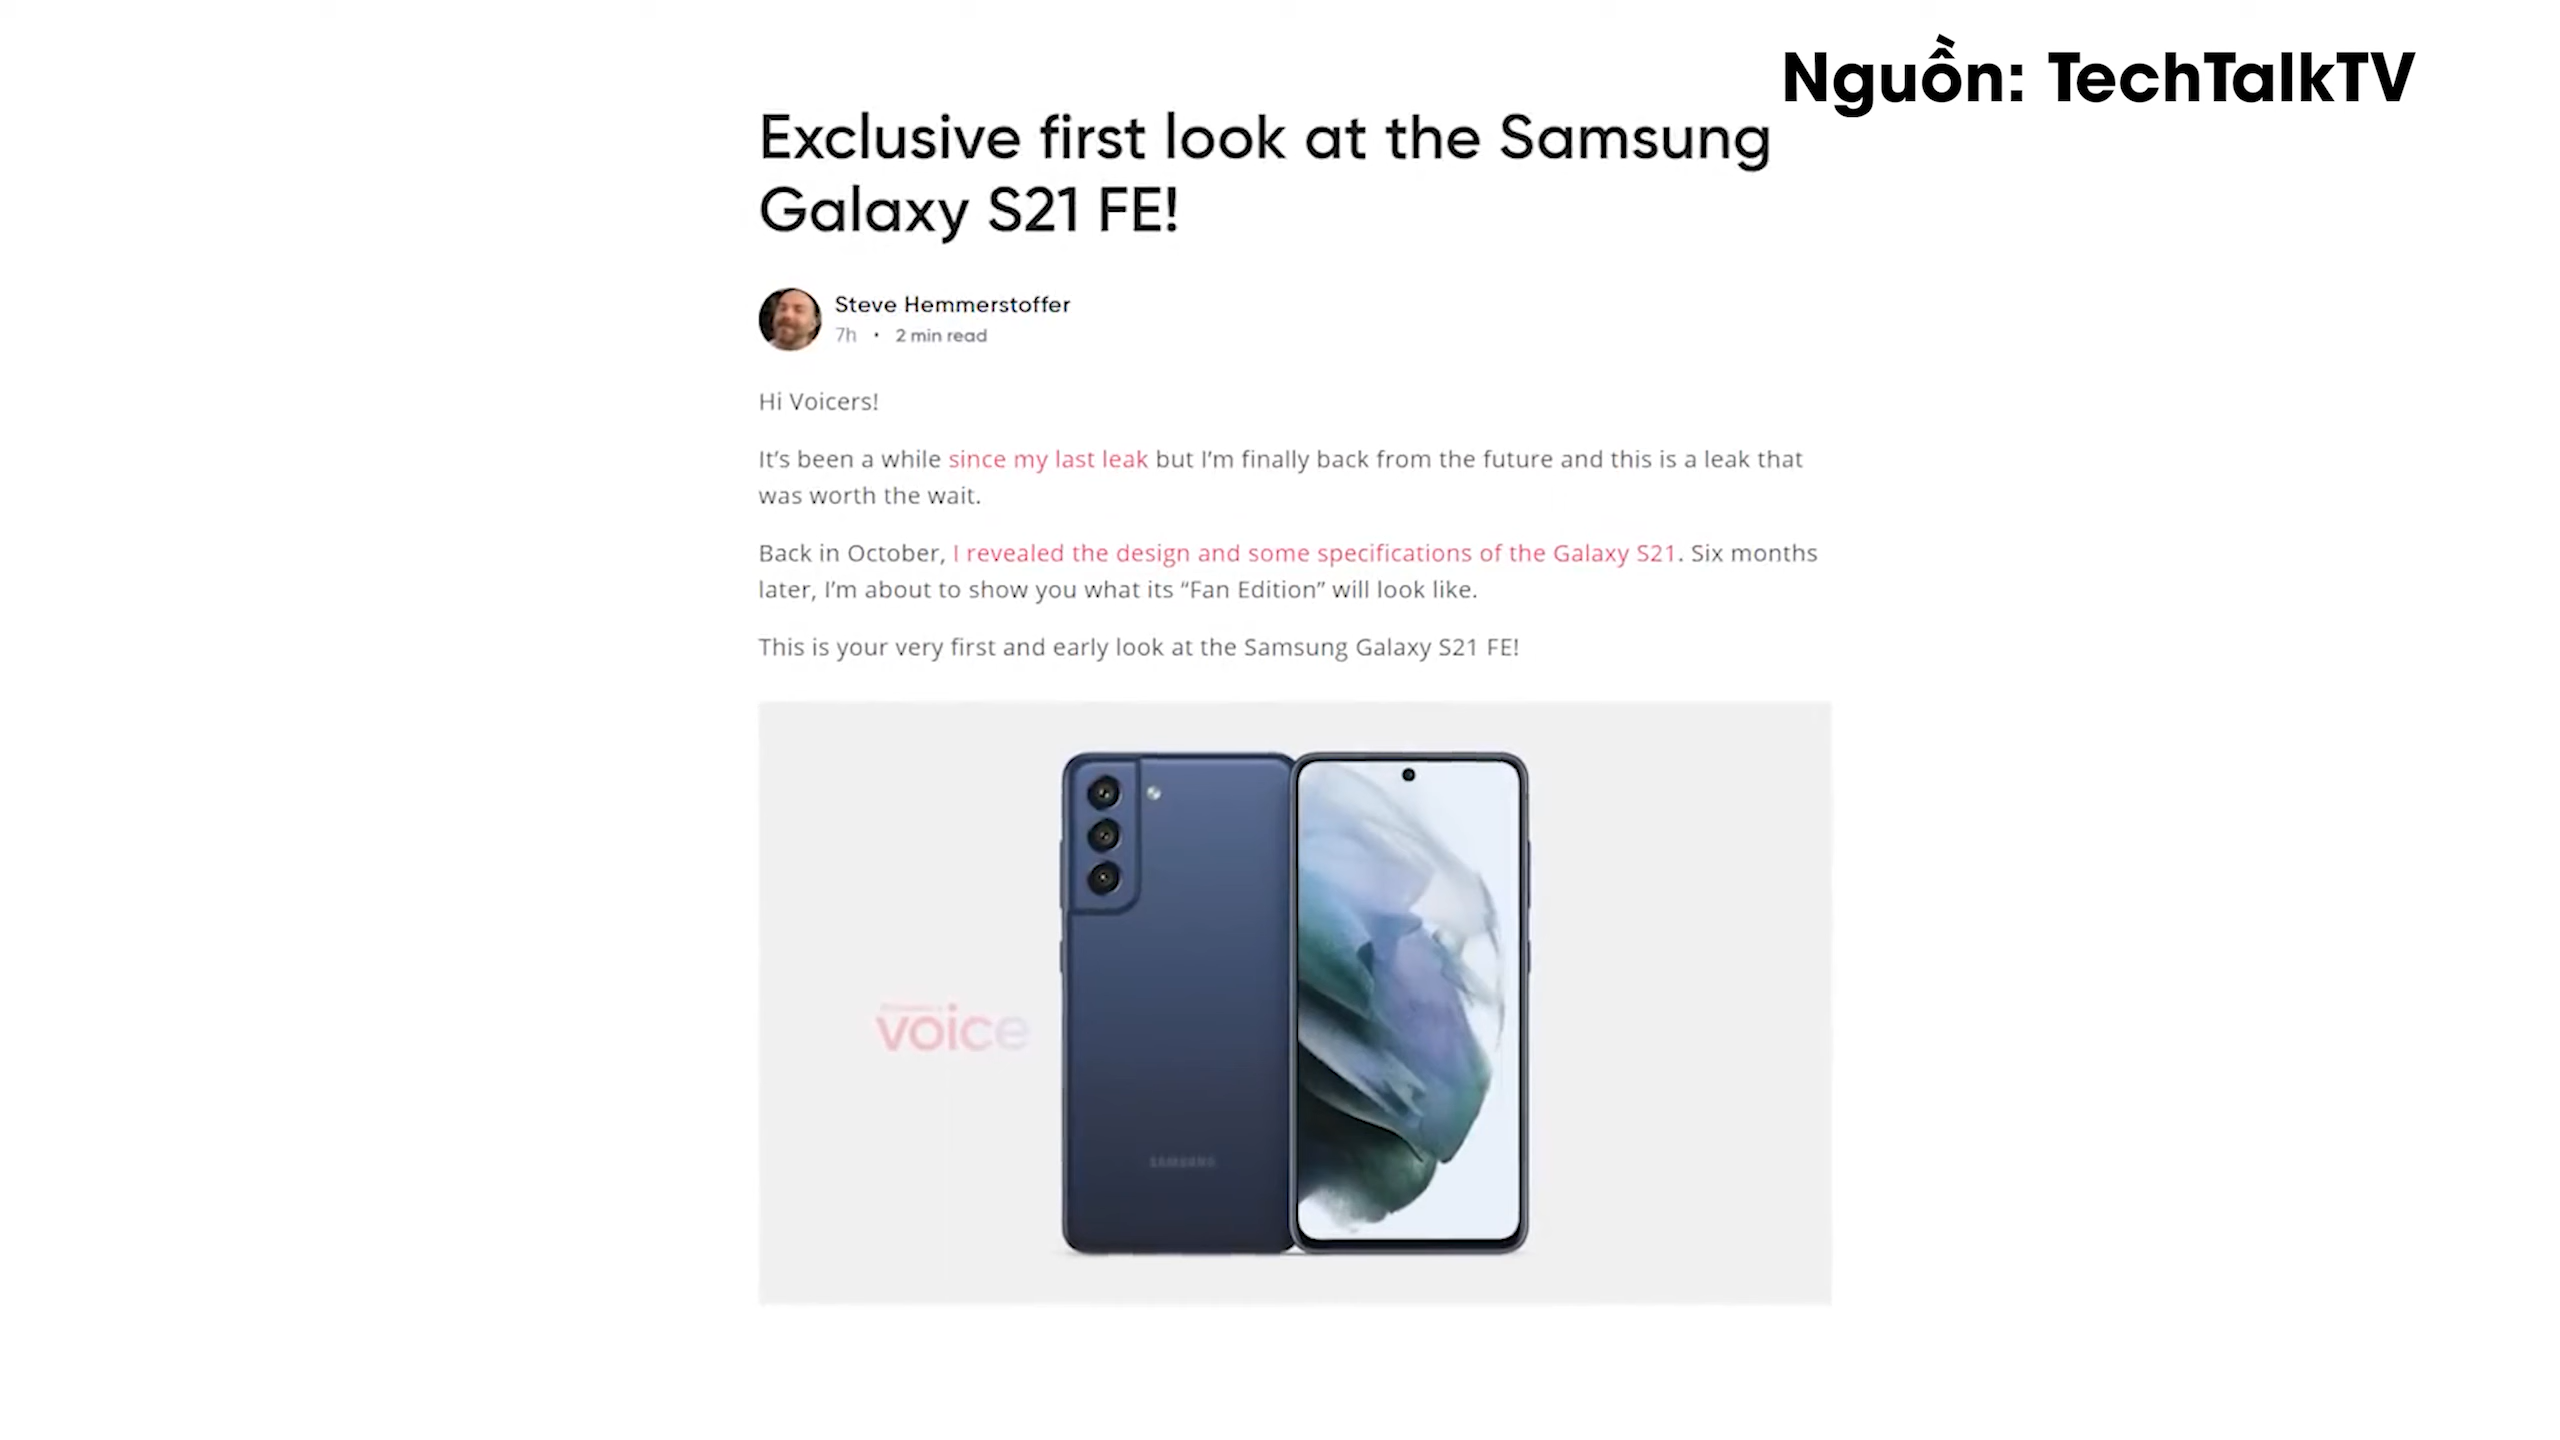 Nguồn: TechTalkTV
Exclusive first look at the Samsung
Galaxy S21 FE!
Steve Hemmerstoffer
7h • 2 min read
Hi Voicers!
It’s been a while since my last leak but I’m finally back from the future and this is a leak that
was worth the wait.
Back in October, I revealed the design and some specifications of the Galaxy S21. Six months
later, I’m about to show you what its “Fan Edition” will look like.
This is your very first and early look at the Samsung Galaxy S21 FE!
voice
SAMSUNG